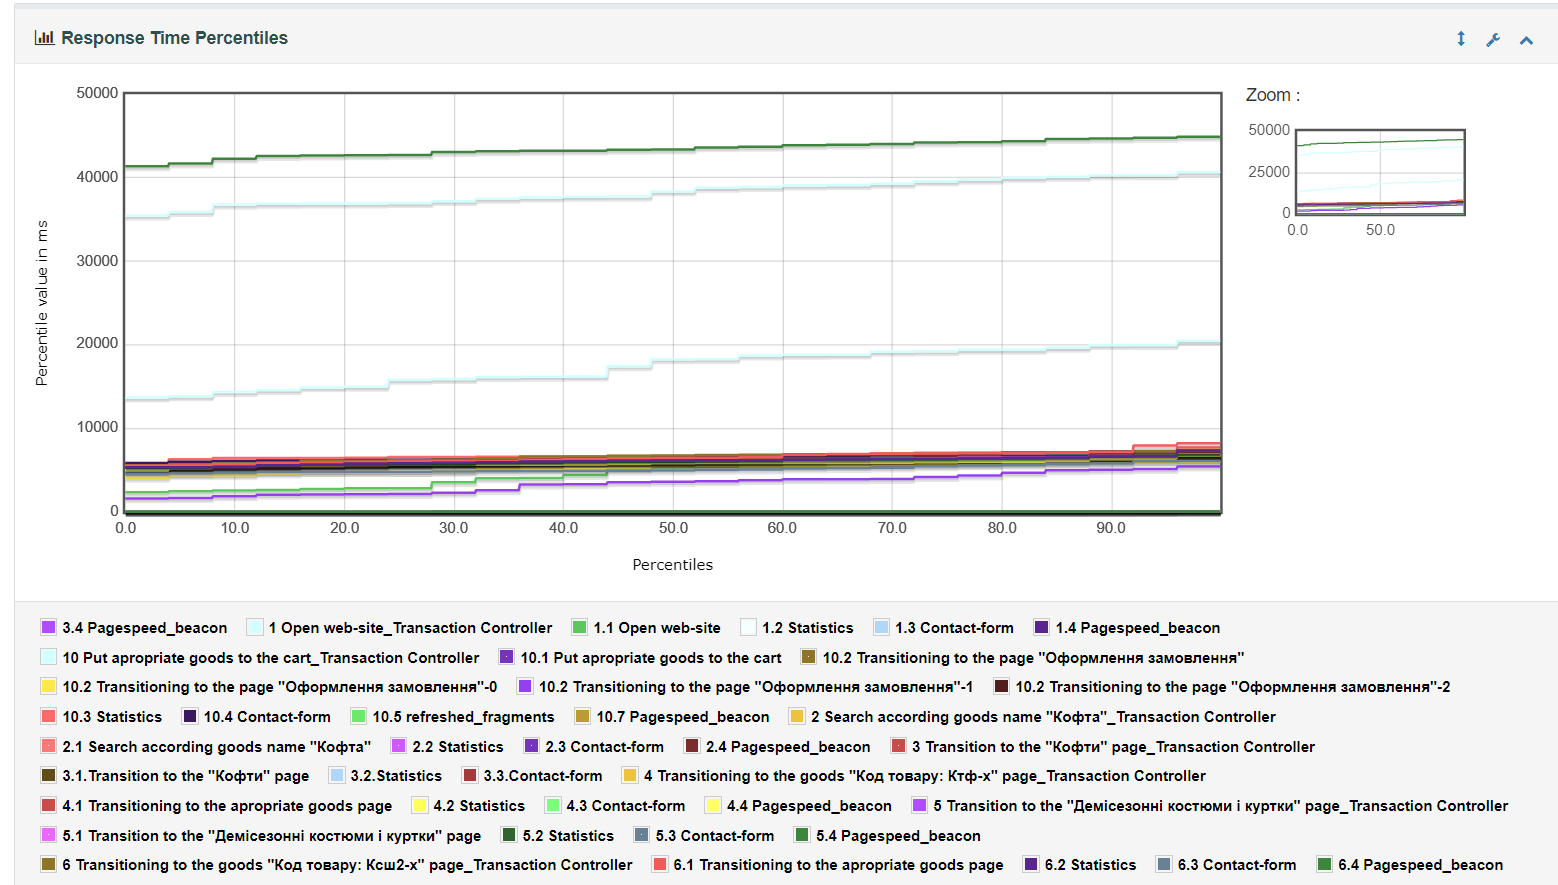 Response Time Percentiles
Zoom :
50000
40000
30000
20000
10000
0
Percentile value in ms
0.0 10.0 20.0 30.0 40.0 50.0 60.0 70.0 80.0 90.0
Percentiles
50000
25000
0
0.0 50.0
3.4 Pagespeed_beacon 1 Open web-site_Transaction Controller 1.1 Open web-site 1.2 Statistics 1.3 Contact-form 1.4 Pagespeed_beacon
10 Put apropriate goods to the cart_Transaction Controller 10.1 Put apropriate goods to the cart 10.2 Transitioning to the page "Оформлення замовлення"
10.2 Transitioning to the page "Оформлення замовлення"-0 10.2 Transitioning to the page "Оформлення замовлення"-1 10.2 Transitioning to the page "Оформлення замовлення"-2
10.3 Statistics 10.4 Contact-form 10.5 refreshed_fragments 10.7 Pagespeed_beacon 2 Search according goods name "Кофта"_Transaction Controller
2.1 Search according goods name "Кофта" 2.2 Statistics 2.3 Contact-form 2.4 Pagespeed_beacon 3 Transition to the "Кофти" page_Transaction Controller
3.1.Transition to the "Кофти" page 3.2.Statistics 3.3.Contact-form 4 Transitioning to the goods "Код товару: Ктф-х" page_Transaction Controller
4.1 Transitioning to the apropriate goods page 4.2 Statistics 4.3 Contact-form 4.4 Pagespeed_beacon 5 Transition to the "Демісезонні костюми і куртки" page_Transaction Controller
5.1 Transition to the "Демісезонні костюми і куртки" page 5.2 Statistics 5.3 Contact-form 5.4 Pagespeed_beacon
6 Transitioning to the goods "Код товару: Ксш2-х" page_Transaction Controller 6.1 Transitioning to the apropriate goods page 6.2 Statistics 6.3 Contact-form 6.4 Pagespeed_beacon